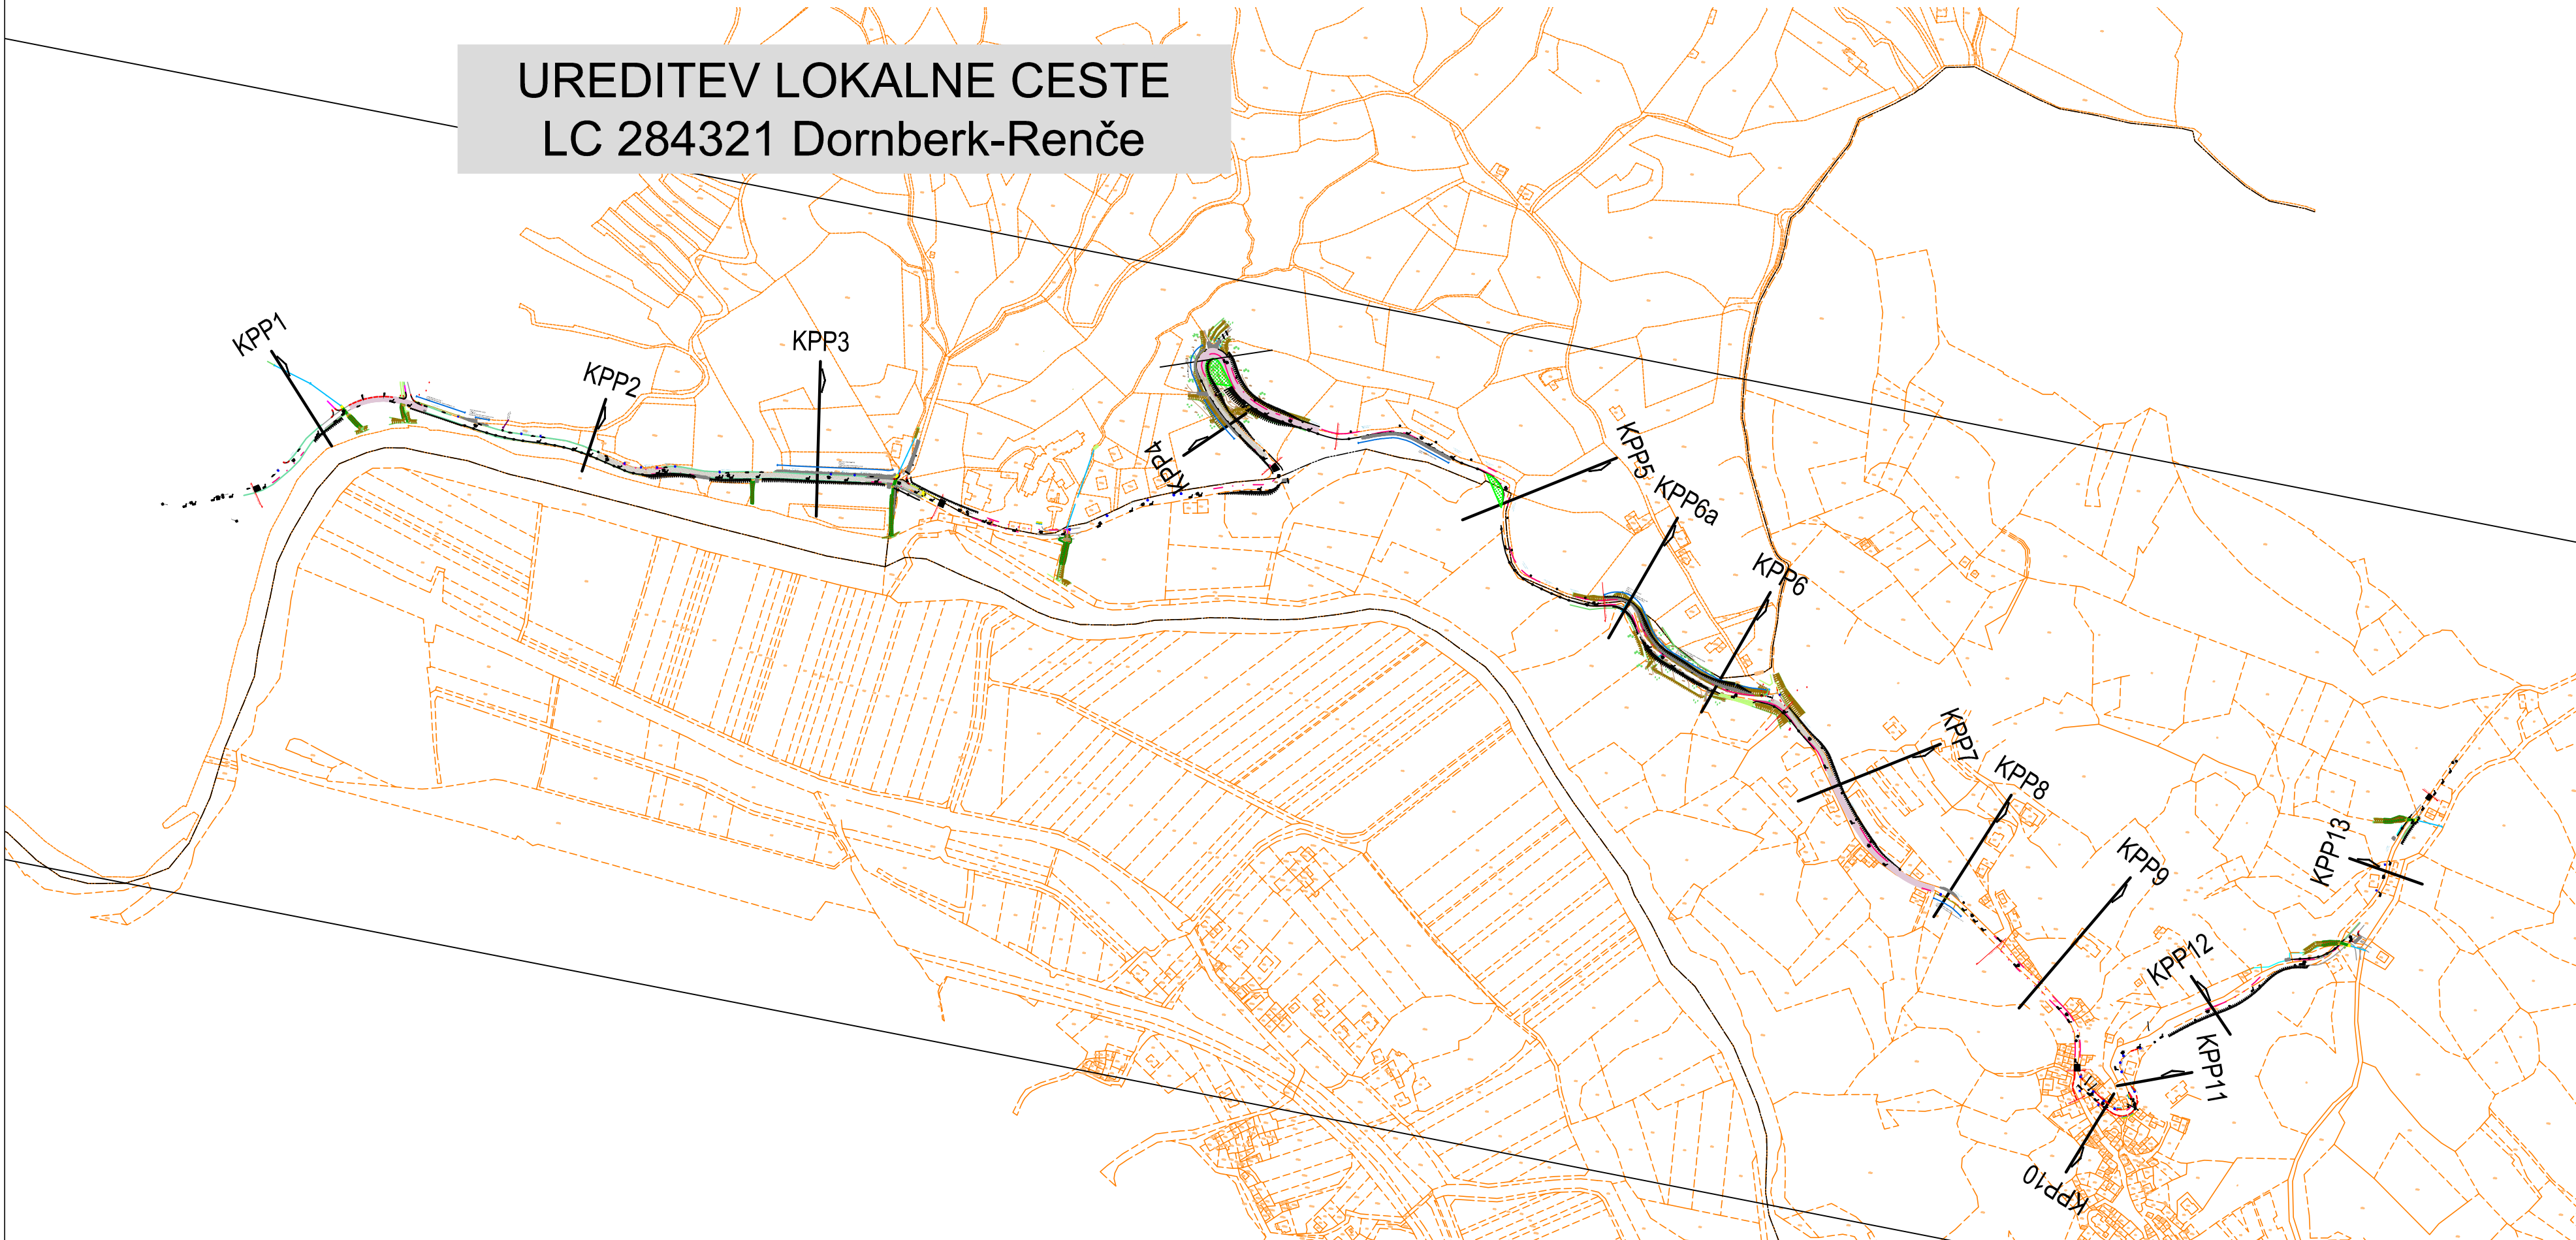 UREDITEV LOKALNE CESTE
LC 284321 Dornberk-Renče
KPP1
KPP2
KPP3
KPP4
KPP5
KPP6a
KPP6
KPP7
KPP8
KPP9
KPP10
KPP11
KPP12
KPP13